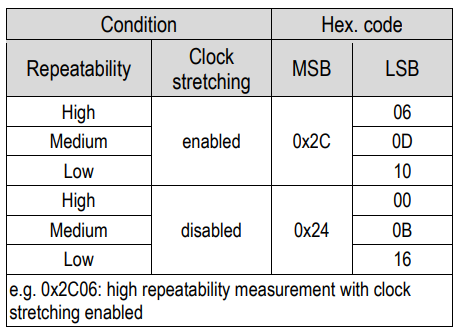 Condition Hex. code
Repeatability Clock stretching MSB LSB
High 06
Medium enabled 0x2C 0D
Low 10
High 00
Medium disabled 0x24 0B
Low 16
e.g. 0x2C06: high repeatability measurement with clock
stretching enabled